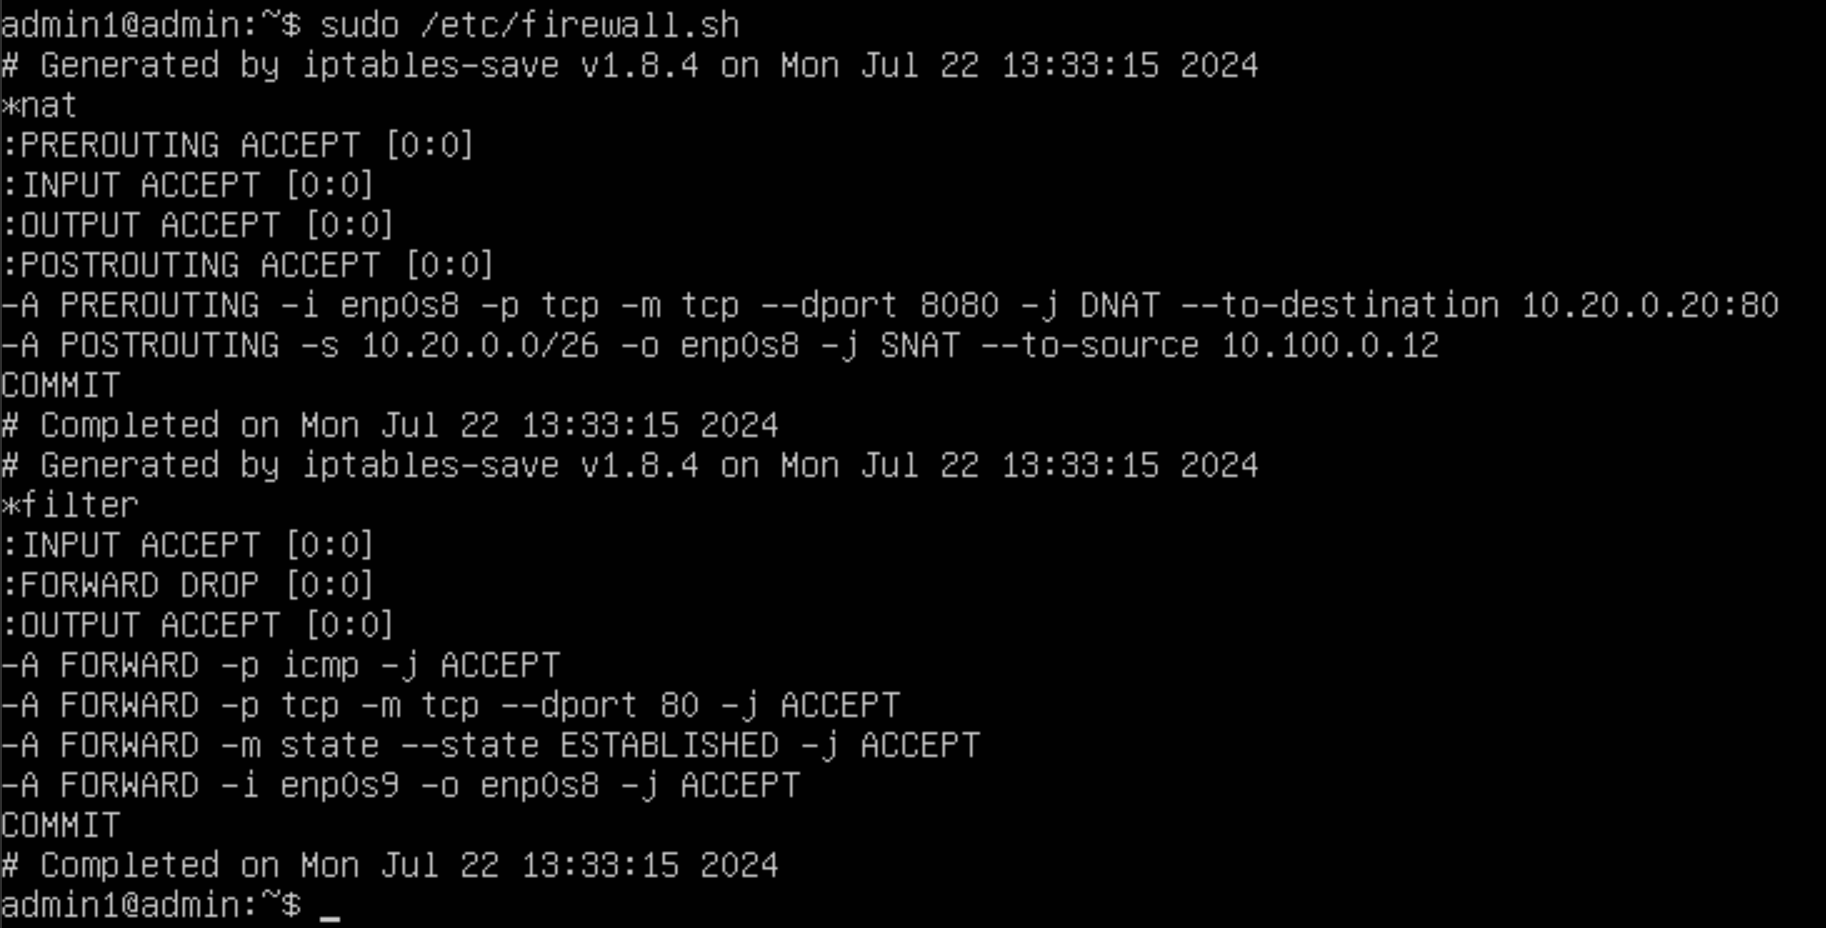 admin1@admin:~$ sudo /etc/firewall.sh
# Generated by iptables-save v1.8.4 on Mon Jul 22 13:33:15 2024
*nat
:PREROUTING ACCEPT [0:0]
:INPUT ACCEPT [0:0]
:OUTPUT ACCEPT [0:0]
:POSTROUTING ACCEPT [0:0]
-A PREROUTING -i enp0s8 -p tcp -m tcp --dport 8080 -j DNAT --to-destination 10.20.0.20:80
-A POSTROUTING -s 10.20.0.0/26 -o enp0s8 -j SNAT --to-source 10.100.0.12
COMMIT
# Completed on Mon Jul 22 13:33:15 2024
# Generated by iptables-save v1.8.4 on Mon Jul 22 13:33:15 2024
*filter
:INPUT ACCEPT [0:0]
:FORWARD DROP [0:0]
:OUTPUT ACCEPT [0:0]
-A FORWARD -p icmp -j ACCEPT
-A FORWARD -p tcp -m tcp --dport 80 -j ACCEPT
-A FORWARD -m state --state ESTABLISHED -j ACCEPT
-A FORWARD -i enp0s9 -o enp0s8 -j ACCEPT
COMMIT
# Completed on Mon Jul 22 13:33:15 2024
admin1@admin:~$ _